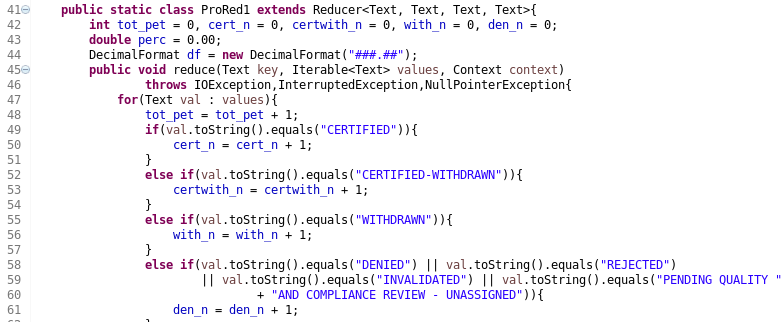 41 public static class ProRed1 extends Reducer<Text, Text, Text, Text>{
42 int tot_pet = 0, cert_n = 0, certwith_n = 0, with_n = 0, den_n = 0;
43 double perc = 0.00;
44 DecimalFormat df = new DecimalFormat("###.##");
45 public void reduce(Text key, Iterable<Text> values, Context context)
46 throws IOException,InterruptedException,NullPointerException{
47 for(Text val : values){
48 tot_pet = tot_pet + 1;
49 if(val.toString().equals("CERTIFIED")){
50 cert_n = cert_n + 1;
51 }
52 else if(val.toString().equals("CERTIFIED-WITHDRAWN")){
53 certwith_n = certwith_n + 1;
54 }
55 else if(val.toString().equals("WITHDRAWN")){
56 with_n = with_n + 1;
57 }
58 else if(val.toString().equals("DENIED") || val.toString().equals("REJECTED")
59 || val.toString().equals("INVALIDATED") || val.toString().equals("PENDING QUALITY "
60 + "AND COMPLIANCE REVIEW - UNASSIGNED")){
61 den_n = den_n + 1;